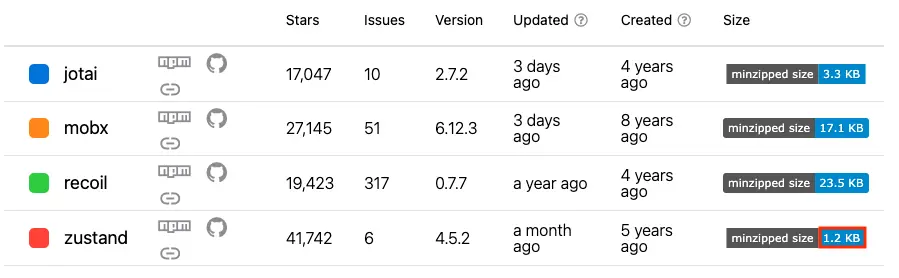 Stars Issues Version Updated ? Created ? Size
jotai npm 17,047 10 2.7.2 3 days ago 4 years ago minzipped size 3.3 KB
mobx npm 27,145 51 6.12.3 3 days ago 8 years ago minzipped size 17.1 KB
recoil npm 19,423 317 0.7.7 a year ago 4 years ago minzipped size 23.5 KB
zustand npm 41,742 6 4.5.2 a month ago 5 years ago minzipped size 1.2 KB